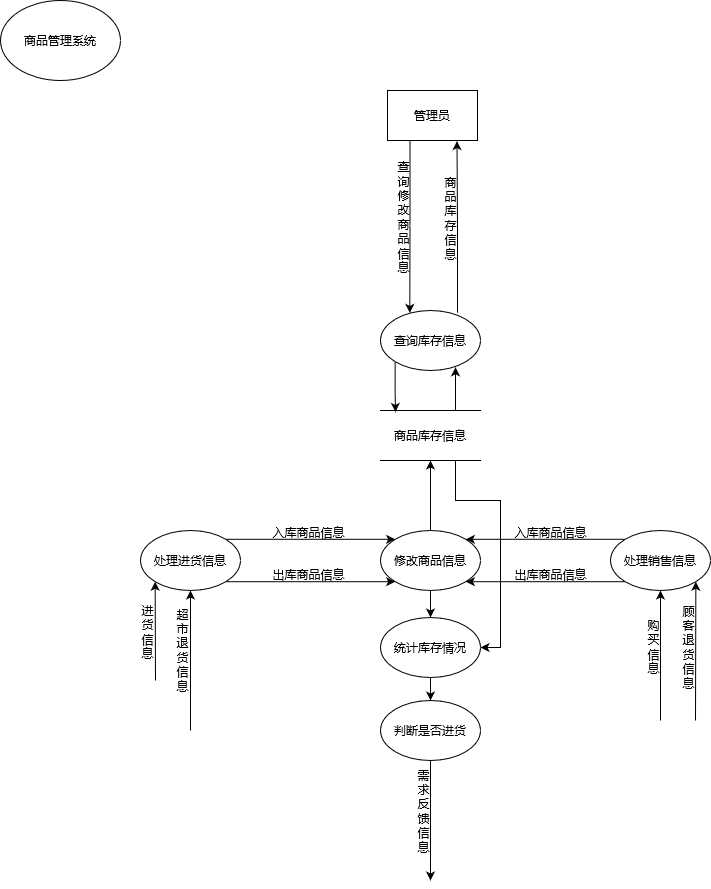 商品管理系统
管理员
查询修改商品信息
商品库存信息
查询库存信息
商品库存信息
入库商品信息
入库商品信息
处理进货信息
修改商品信息
处理销售信息
出库商品信息
出库商品信息
进货信息
超市退货信息
购买信息
顾客退货信息
统计库存情况
判断是否进货
需求反馈信息